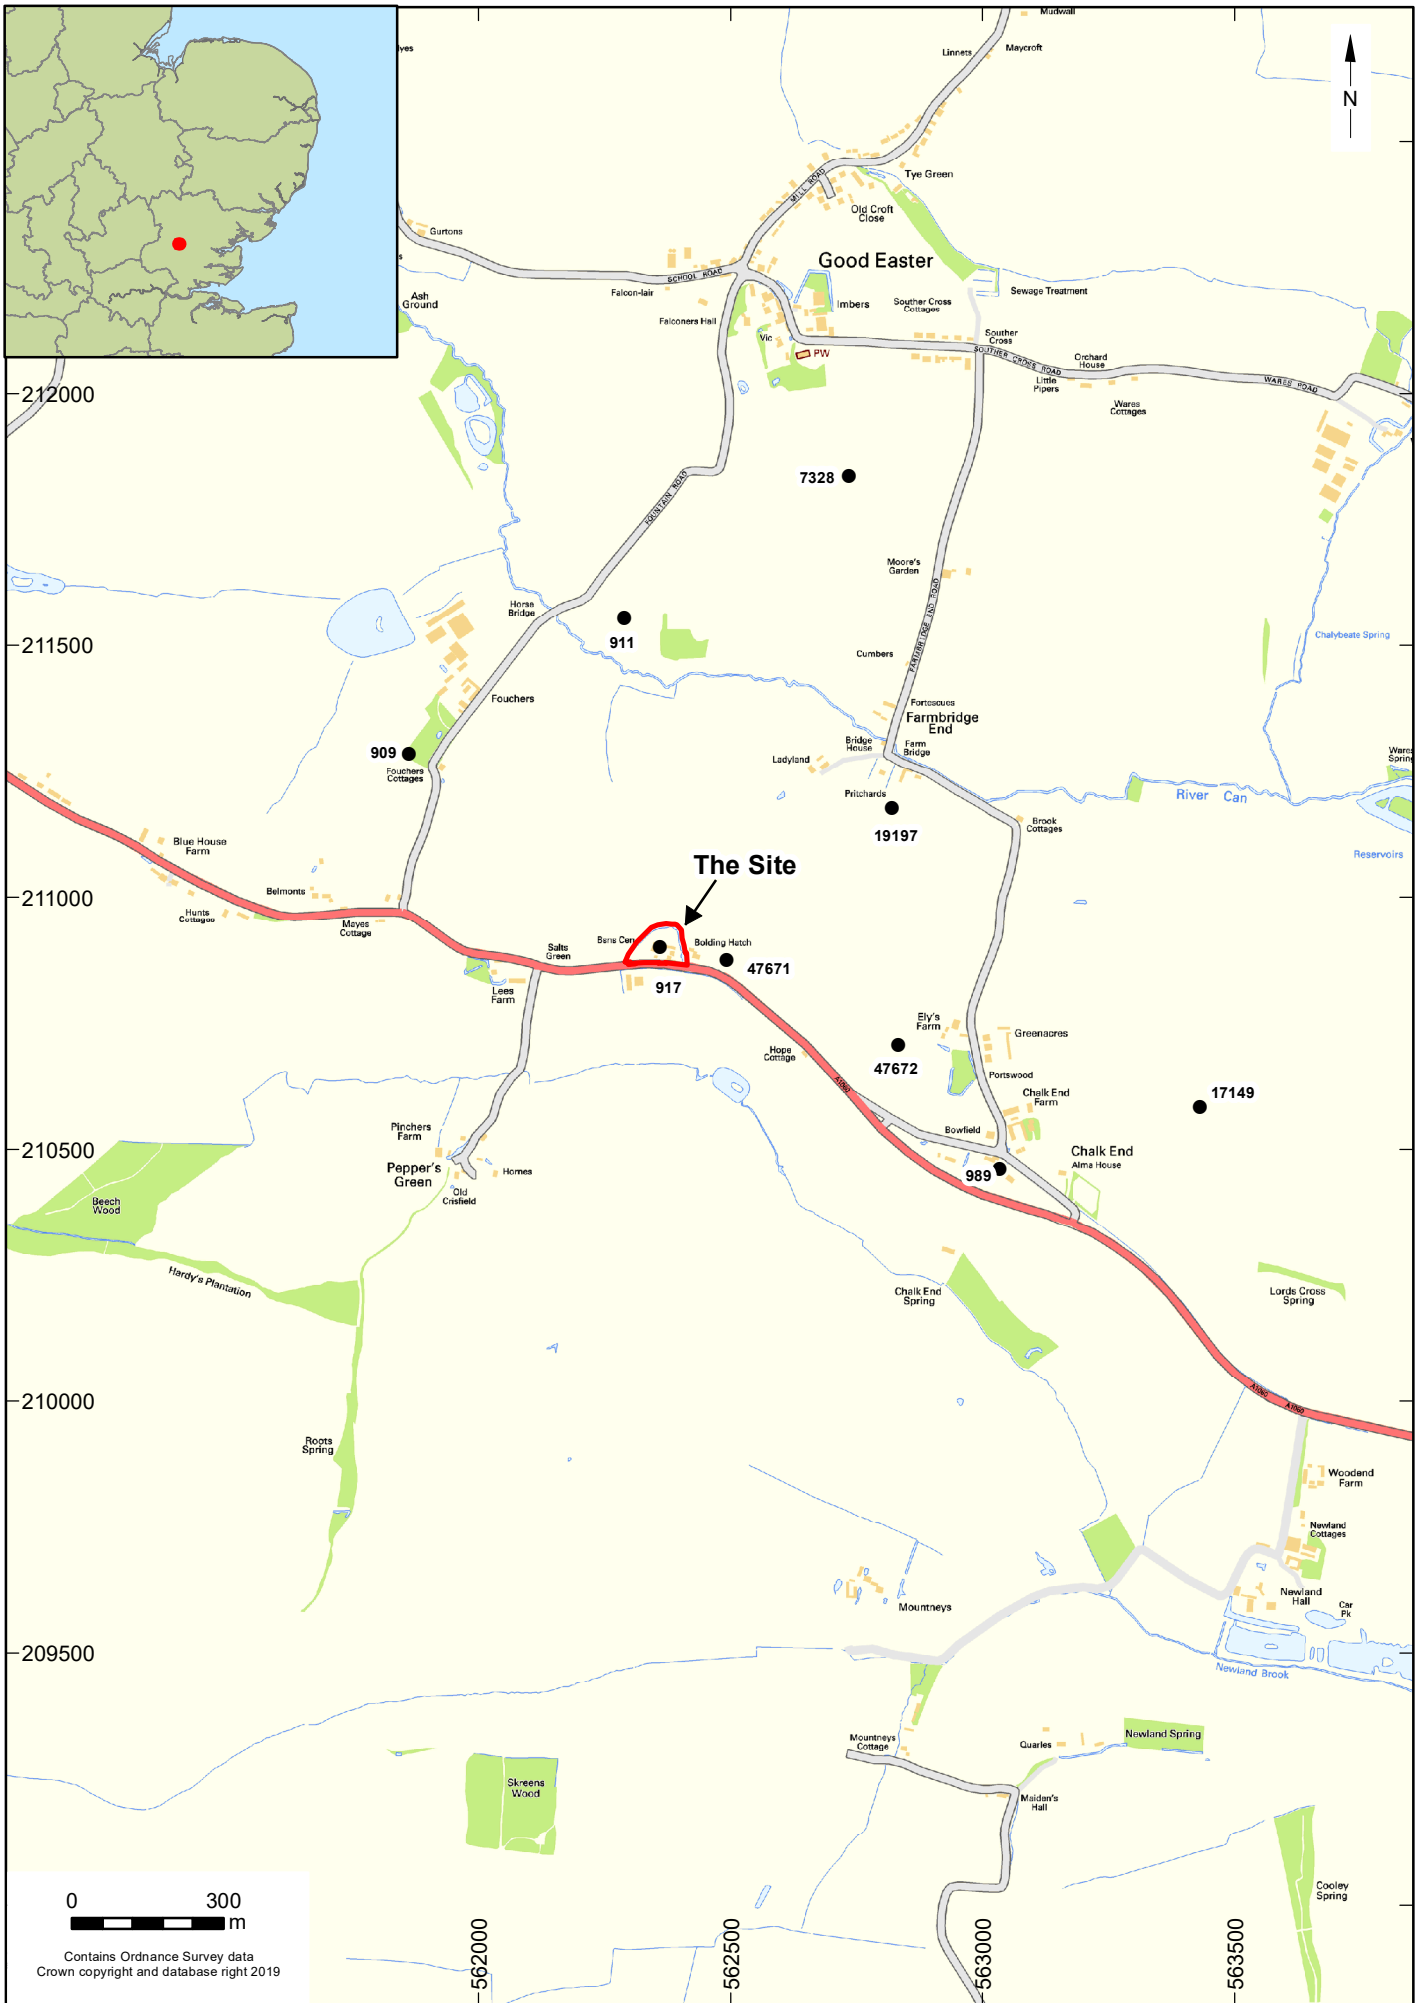 Mudwall
Linnets
Maycroft
lyes
N
MILL ROAD
Tye Green
Old Croft
Close
Gurtons
Good Easter
SCHOOL ROAD
Falcon-lair
Imbers
Souther Cross
Cottages
Sewage Treatment
Ash
Ground
Falconers Hall
Vic
PW
Souther
Cross
SOUTHER CROSS ROAD
Orchard
House
Little
Pipers
WARES ROAD
Wares
Cottages
212000
7328
FOUNTAIN ROAD
Moore's
Garden
FARMBRIDGE END ROAD
Horse
Bridge
911
211500
Chalybeate Spring
Cumbers
Fouchers
Fortescues
Farmbridge
End
Bridge
House
Farm
Bridge
Ladyland
909
Fouchers
Cottages
Wares
Spring
Pritchards
River Can
19197
Brook
Cottages
Blue House
Farm
Reservoirs
The Site
Belmonts
211000
Hunts
Cottages
Mayes
Cottage
Salts
Green
Bsns Cen
Bolding Hatch
47671
917
Lees
Farm
Ely's
Farm
Greenacres
Hope
Cottage
47672
A1060
Portswood
17149
Chalk End
Farm
Pinchers
Farm
Bowfield
210500
Pepper's
Green
Homes
989
Chalk End
Alma House
Old
Crisfield
Beech
Wood
Hardy's Plantation
Chalk End
Spring
Lords Cross
Spring
210000
A1060
A1060
Roots
Spring
Woodend
Farm
Newland
Cottages
Mountneys
Newland
Hall
Car
Pk
209500
Newland Brook
Mountneys
Cottage
Quarles
Newland Spring
Skreens
Wood
Maiden's
Hall
Cooley
Spring
0 300
m
Contains Ordnance Survey data
Crown copyright and database right 2019
562000
562500
563000
563500